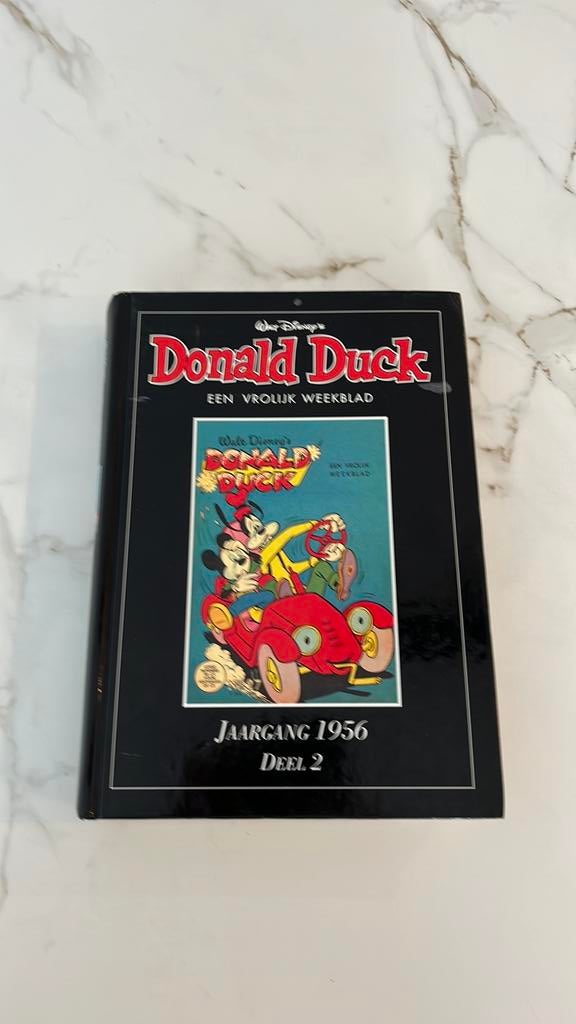 Walt Disney's
Donald Duck
EEN VROLIJK WEEKBLAD
Walt Disney's
DONALD
DUCK
EEN VROLIJK
WEEKBLAD
JAARGANG 1956
DEEL 2